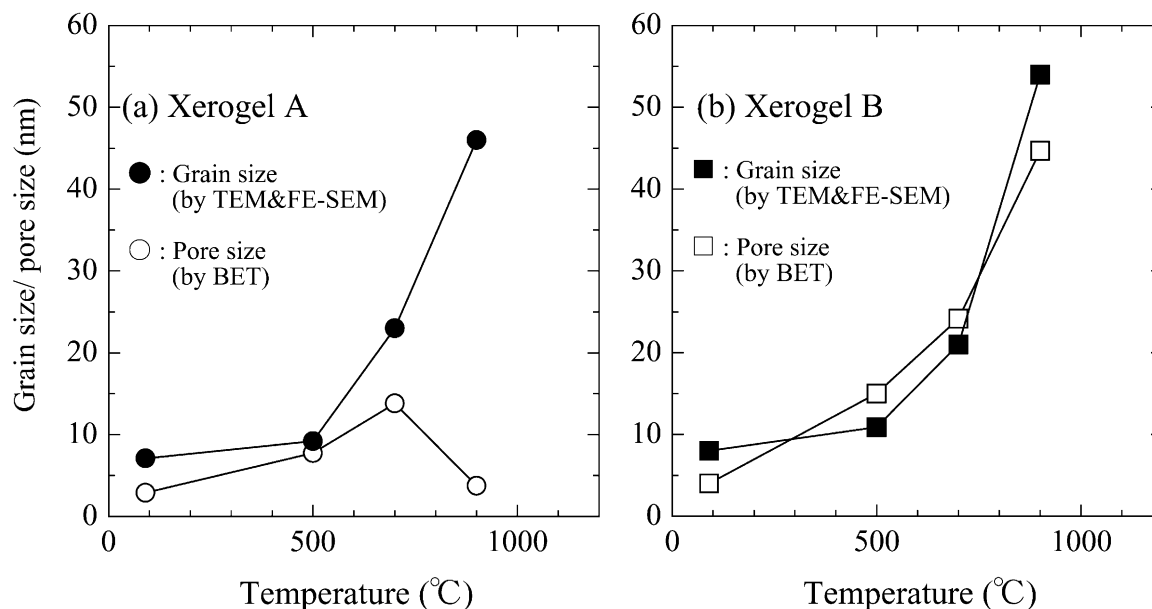 Grain size/ pore size (nm)
60
50
40
30
20
10
0
(a) Xerogel A
: Grain size
(by TEM&FE-SEM)
: Pore size
(by BET)
0
500
1000
Temperature (℃)
60
50
40
30
20
10
0
(b) Xerogel B
: Grain size
(by TEM&FE-SEM)
: Pore size
(by BET)
0
500
1000
Temperature (℃)